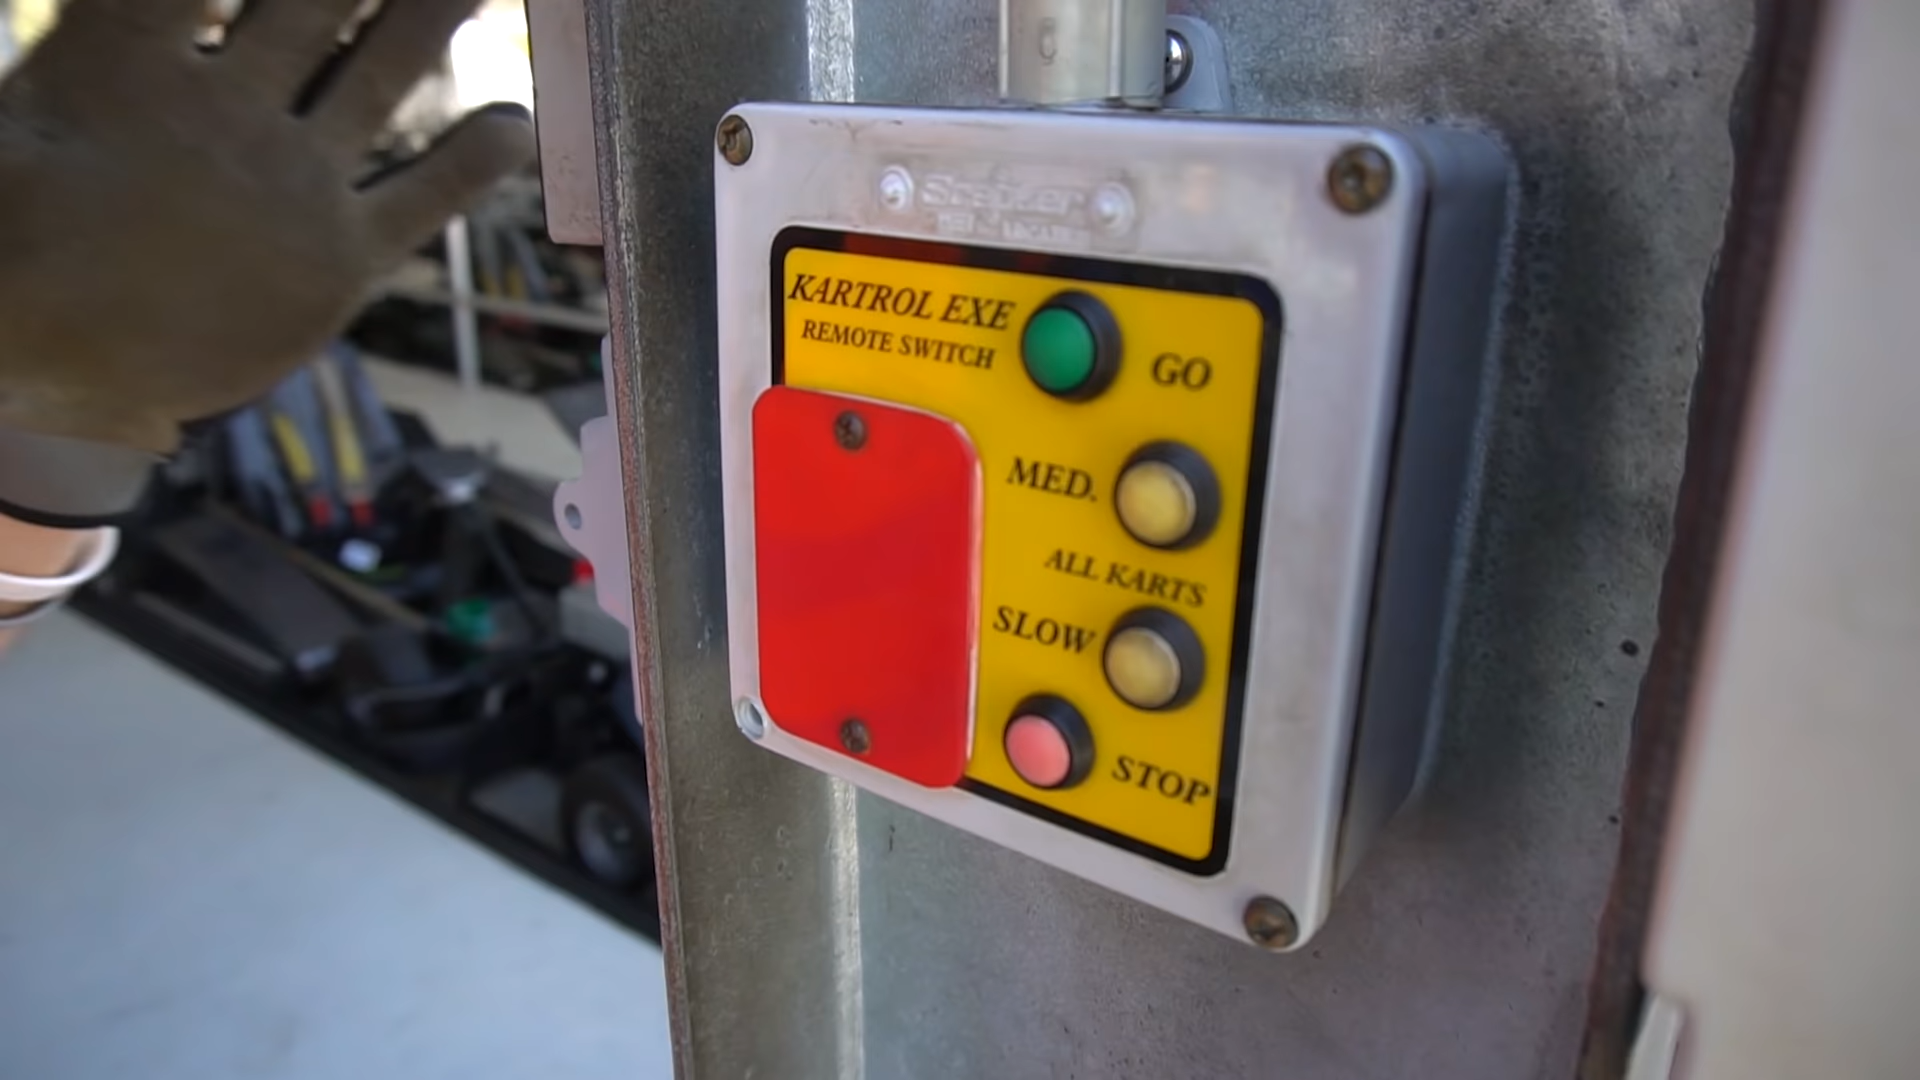 KARTROL EXE
REMOTE SWITCH
GO
MED.
ALL KARTS
SLOW
STOP